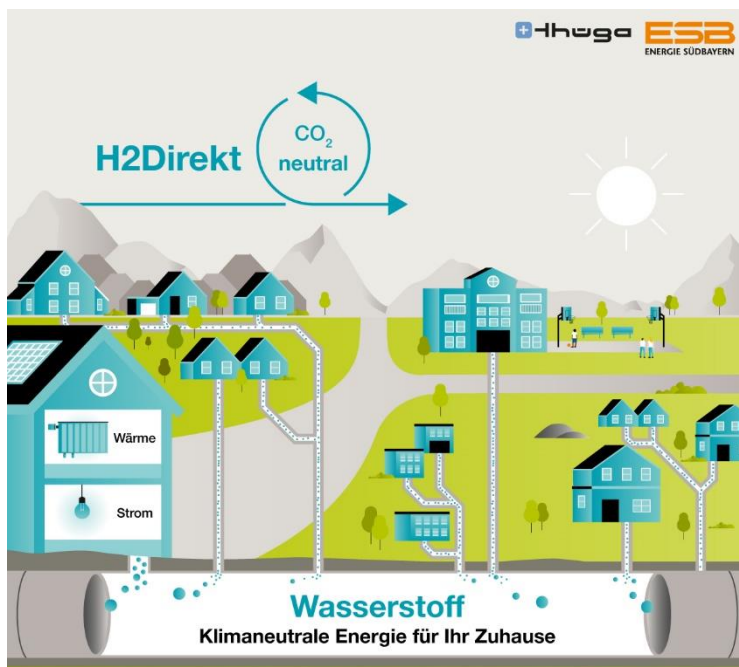 thüga ESB
ENERGIE SÜDBAYERN
H2Direkt
CO₂
neutral
Wärme
Strom
Wasserstoff
Klimaneutrale Energie für Ihr Zuhause